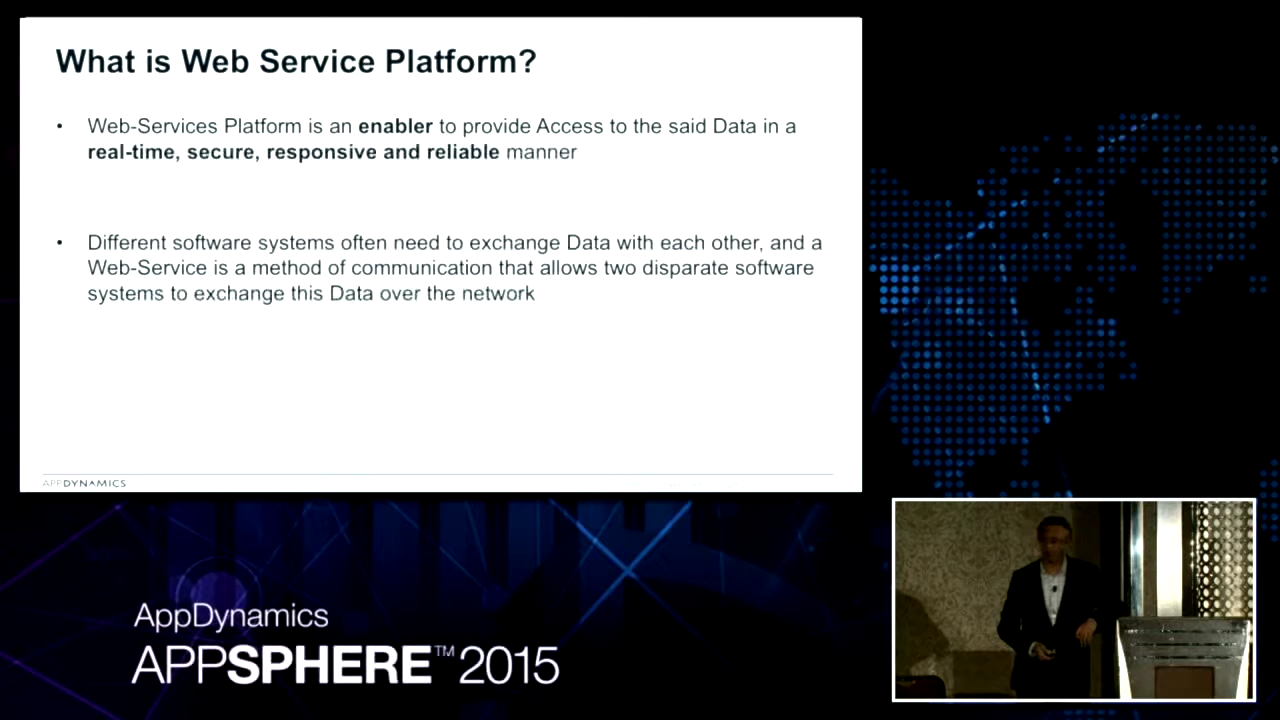 What is Web Service Platform?
• Web-Services Platform is an enabler to provide Access to the said Data in a
real-time, secure, responsive and reliable manner
• Different software systems often need to exchange Data with each other, and a
Web-Service is a method of communication that allows two disparate software
systems to exchange this Data over the network
APPDYNAMICS
AppDynamics
APPSPHERE™ 2015